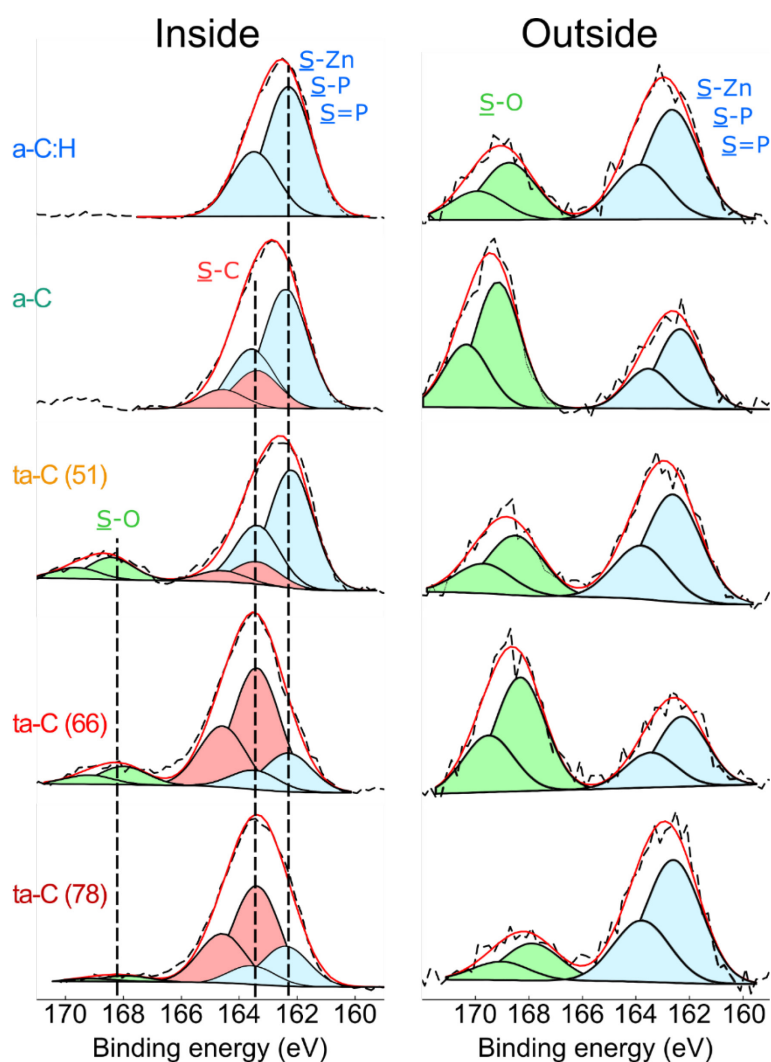 Inside
Outside
S-Zn
S-P
S=P
S-Zn
S-P
S=P
S-O
a-C:H
S-C
a-C
ta-C (51)
S-O
ta-C (66)
ta-C (78)
170 168 166 164 162 160
170 168 166 164 162 160
Binding energy (eV)
Binding energy (eV)